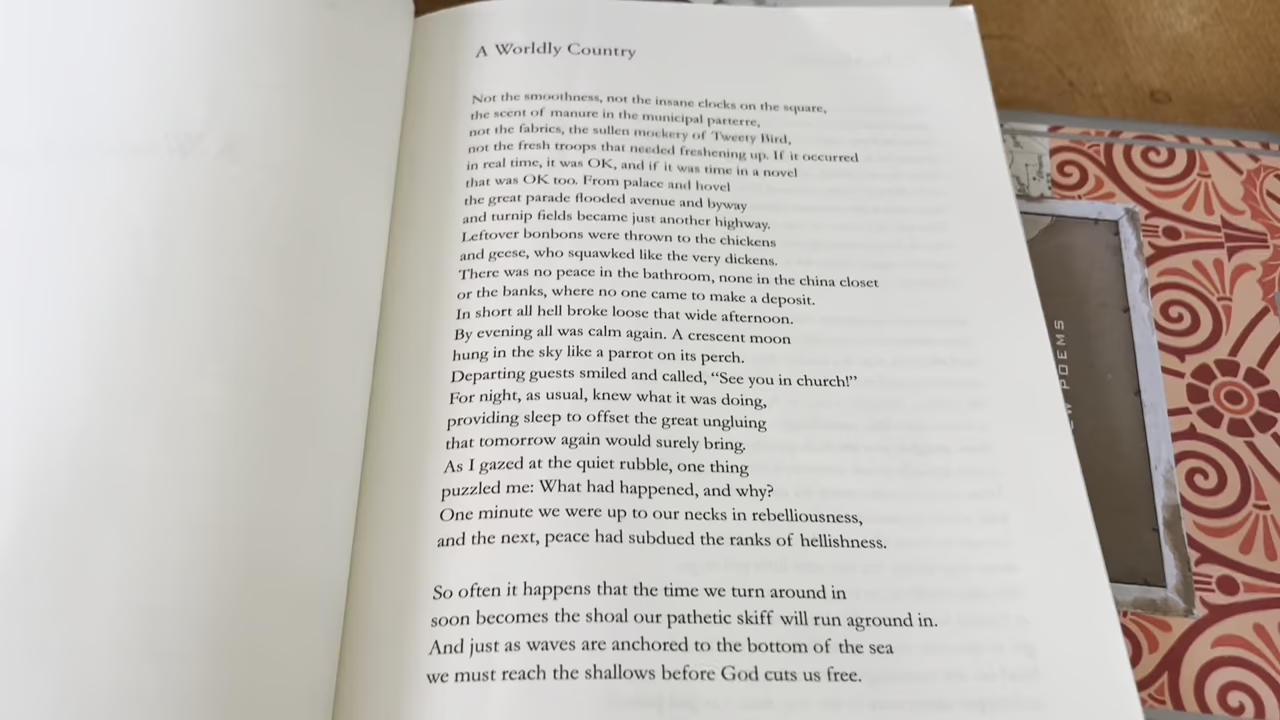 A Worldly Country
Not the smoothness, not the insane clocks on the square,
the scent of manure in the municipal parterre,
not the fabrics, the sullen mockery of Tweety Bird,
not the fresh troops that needed freshening up. If it occurred
in real time, it was OK, and if it was time in a novel
that was OK too. From palace and hovel
the great parade flooded avenue and byway
and turnip fields became just another highway.
Leftover bonbons were thrown to the chickens
and geese, who squawked like the very dickens.
There was no peace in the bathroom, none in the china closet
or the banks, where no one came to make a deposit.
In short all hell broke loose that wide afternoon.
By evening all was calm again. A crescent moon
hung in the sky like a parrot on its perch.
Departing guests smiled and called, “See you in church!”
For night, as usual, knew what it was doing,
providing sleep to offset the great ungluing
that tomorrow again would surely bring.
As I gazed at the quiet rubble, one thing
puzzled me: What had happened, and why?
One minute we were up to our necks in rebelliousness,
and the next, peace had subdued the ranks of hellishness.
So often it happens that the time we turn around in
soon becomes the shoal our pathetic skiff will run aground in.
And just as waves are anchored to the bottom of the sea
we must reach the shallows before God cuts us free.
POEMS